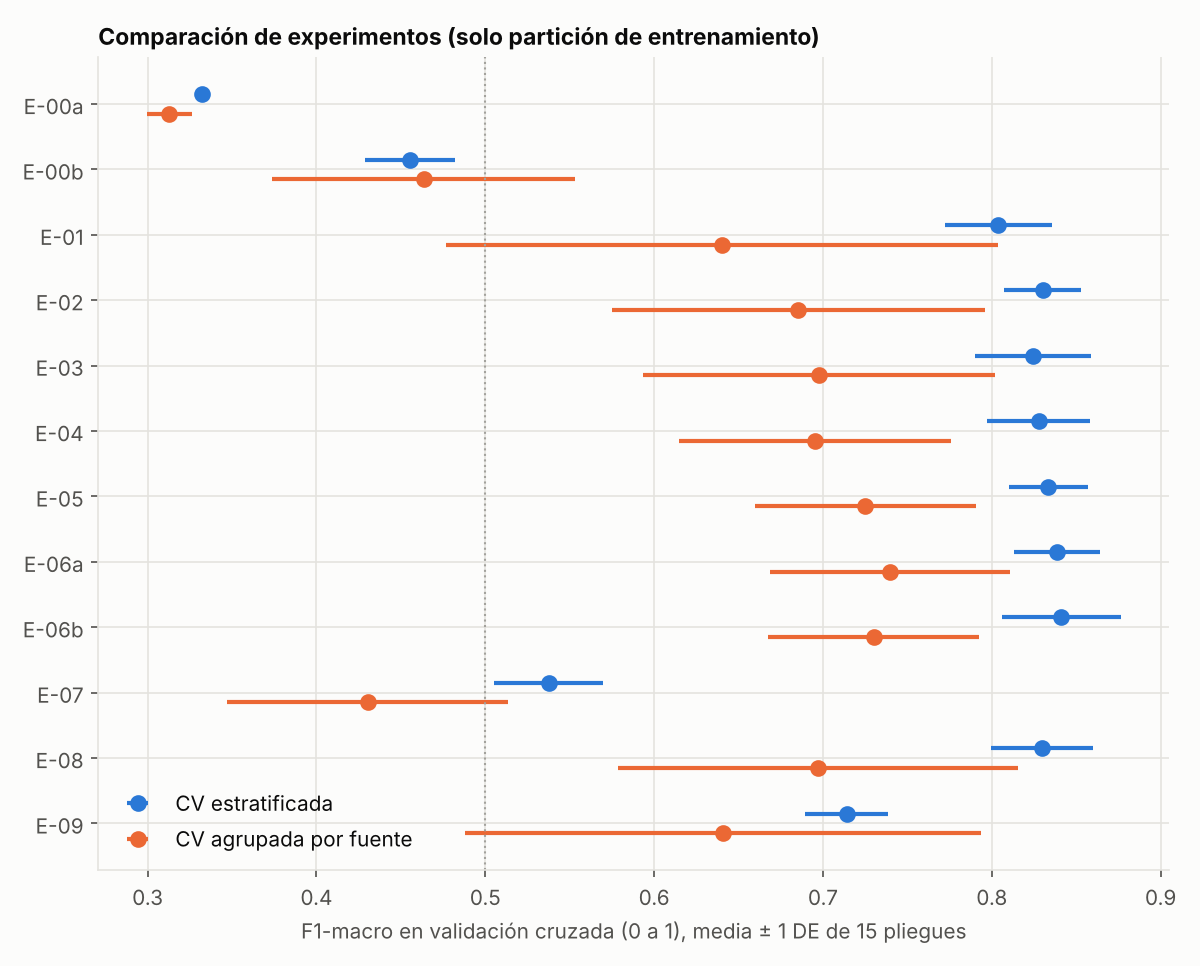 Comparación de experimentos (solo partición de entrenamiento)
E-00a
E-00b
E-01
E-02
E-03
E-04
E-05
E-06a
E-06b
E-07
E-08
E-09
CV estratificada
CV agrupada por fuente
0.3 0.4 0.5 0.6 0.7 0.8 0.9
F1-macro en validación cruzada (0 a 1), media ± 1 DE de 15 pliegues